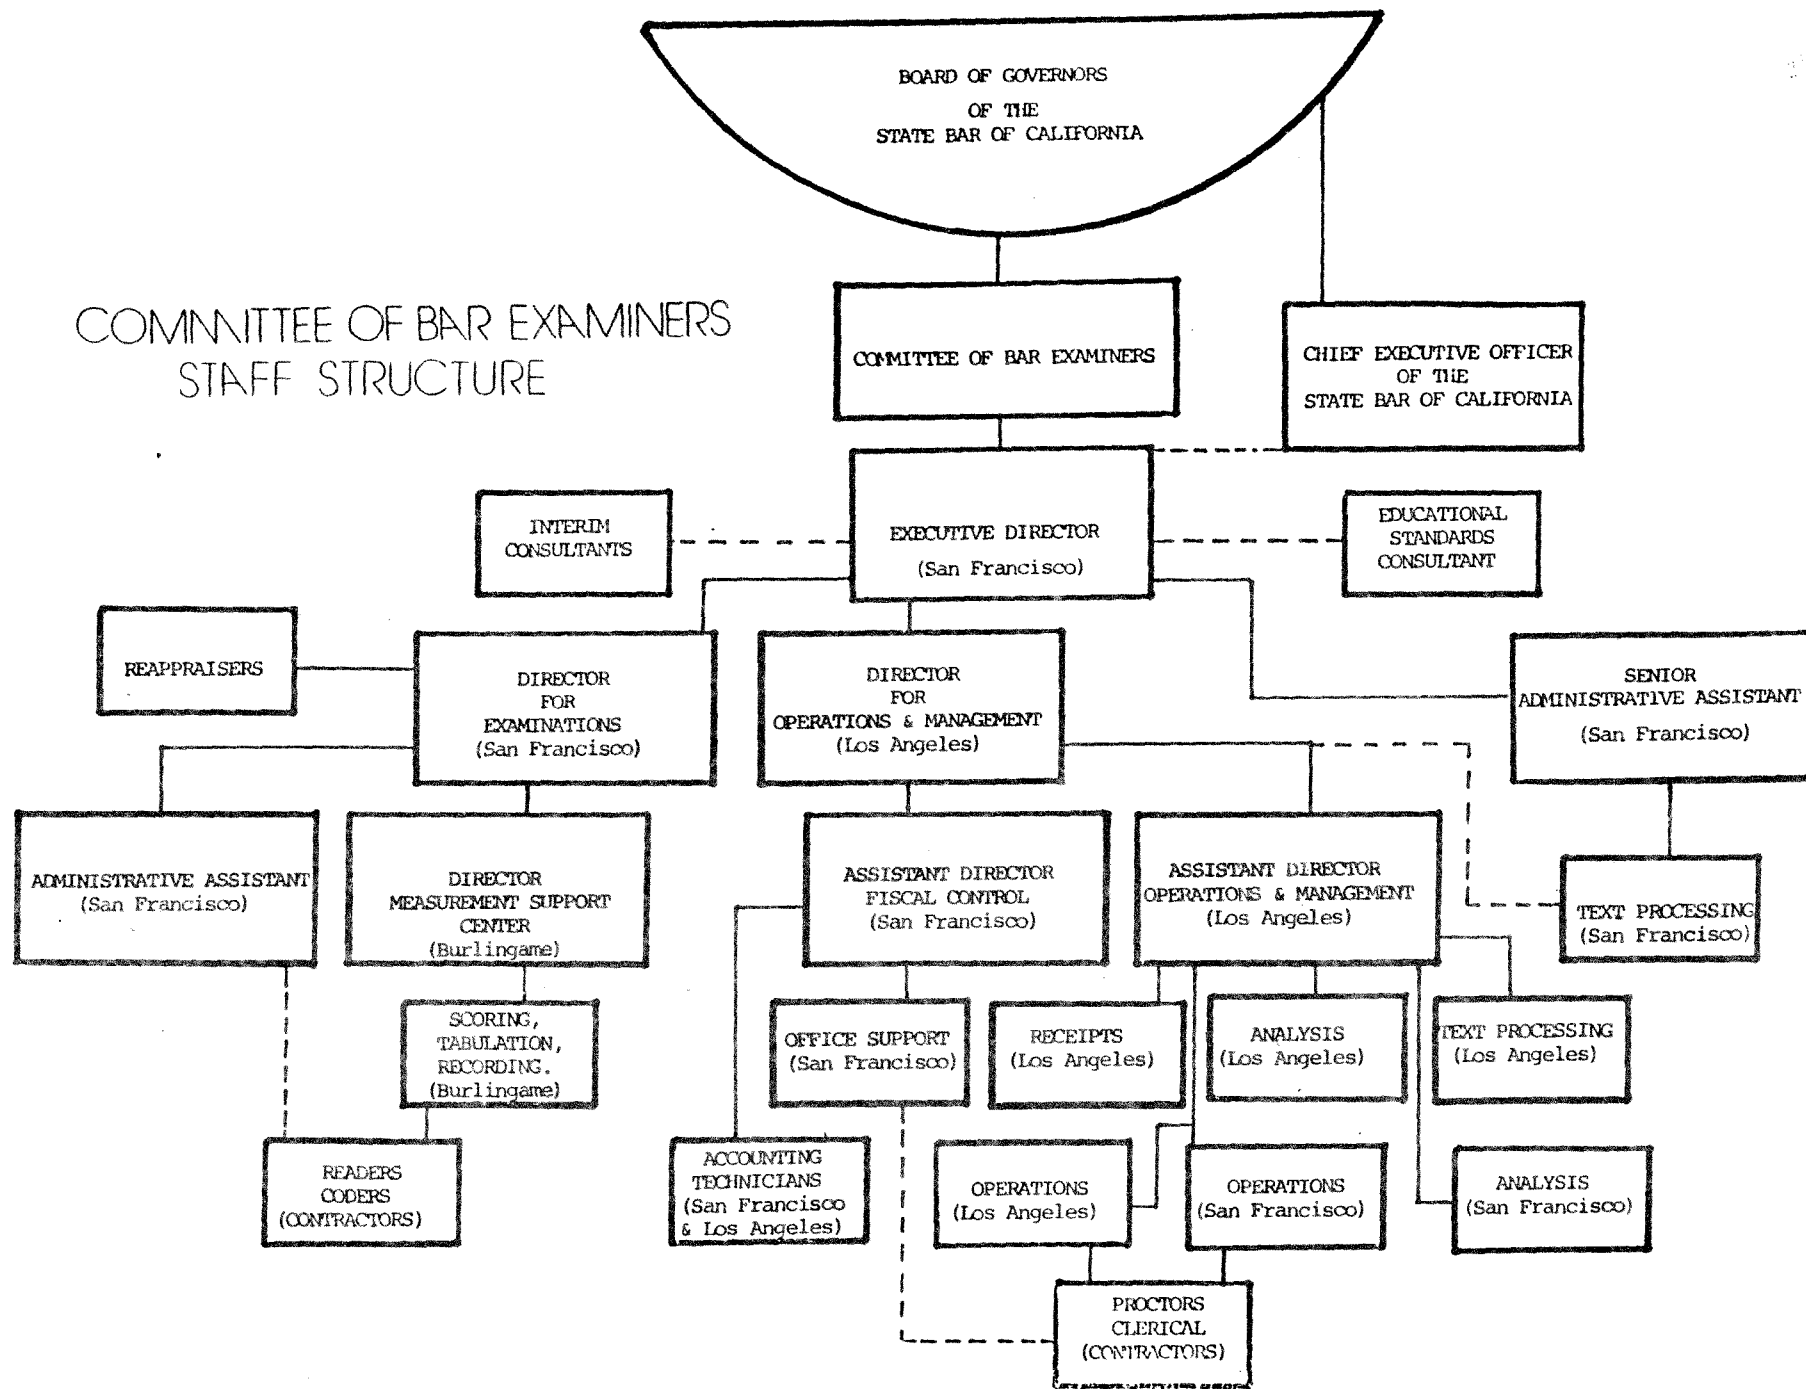 BOARD OF GOVERNORS
OF THE
STATE BAR OF CALIFORNIA
COMMITTEE OF BAR EXAMINERS
STAFF STRUCTURE
COMMITTEE OF BAR EXAMINERS
CHIEF EXECUTIVE OFFICER
OF THE
STATE BAR OF CALIFORNIA
INTERIM
CONSULTANTS
EXECUTIVE DIRECTOR
(San Francisco)
EDUCATIONAL
STANDARDS
CONSULTANT
REAPPRAISERS
DIRECTOR
FOR
EXAMINATIONS
(San Francisco)
DIRECTOR
FOR
OPERATIONS & MANAGEMENT
(Los Angeles)
SENIOR
ADMINISTRATIVE ASSISTANT
(San Francisco)
ADMINISTRATIVE ASSISTANT
(San Francisco)
DIRECTOR
MEASUREMENT SUPPORT
CENTER
(Burlingame)
ASSISTANT DIRECTOR
FISCAL CONTROL
(San Francisco)
ASSISTANT DIRECTOR
OPERATIONS & MANAGEMENT
(Los Angeles)
TEXT PROCESSING
(San Francisco)
SCORING,
TABULATION,
RECORDING.
(Burlingame)
OFFICE SUPPORT
(San Francisco)
RECEIPTS
(Los Angeles)
ANALYSIS
(Los Angeles)
TEXT PROCESSING
(Los Angeles)
READERS
CODERS
(CONTRACTORS)
ACCOUNTING
TECHNICIANS
(San Francisco
& Los Angeles)
OPERATIONS
(Los Angeles)
OPERATIONS
(San Francisco)
ANALYSIS
(San Francisco)
PROCTORS
CLERICAL
(CONTRACTORS)